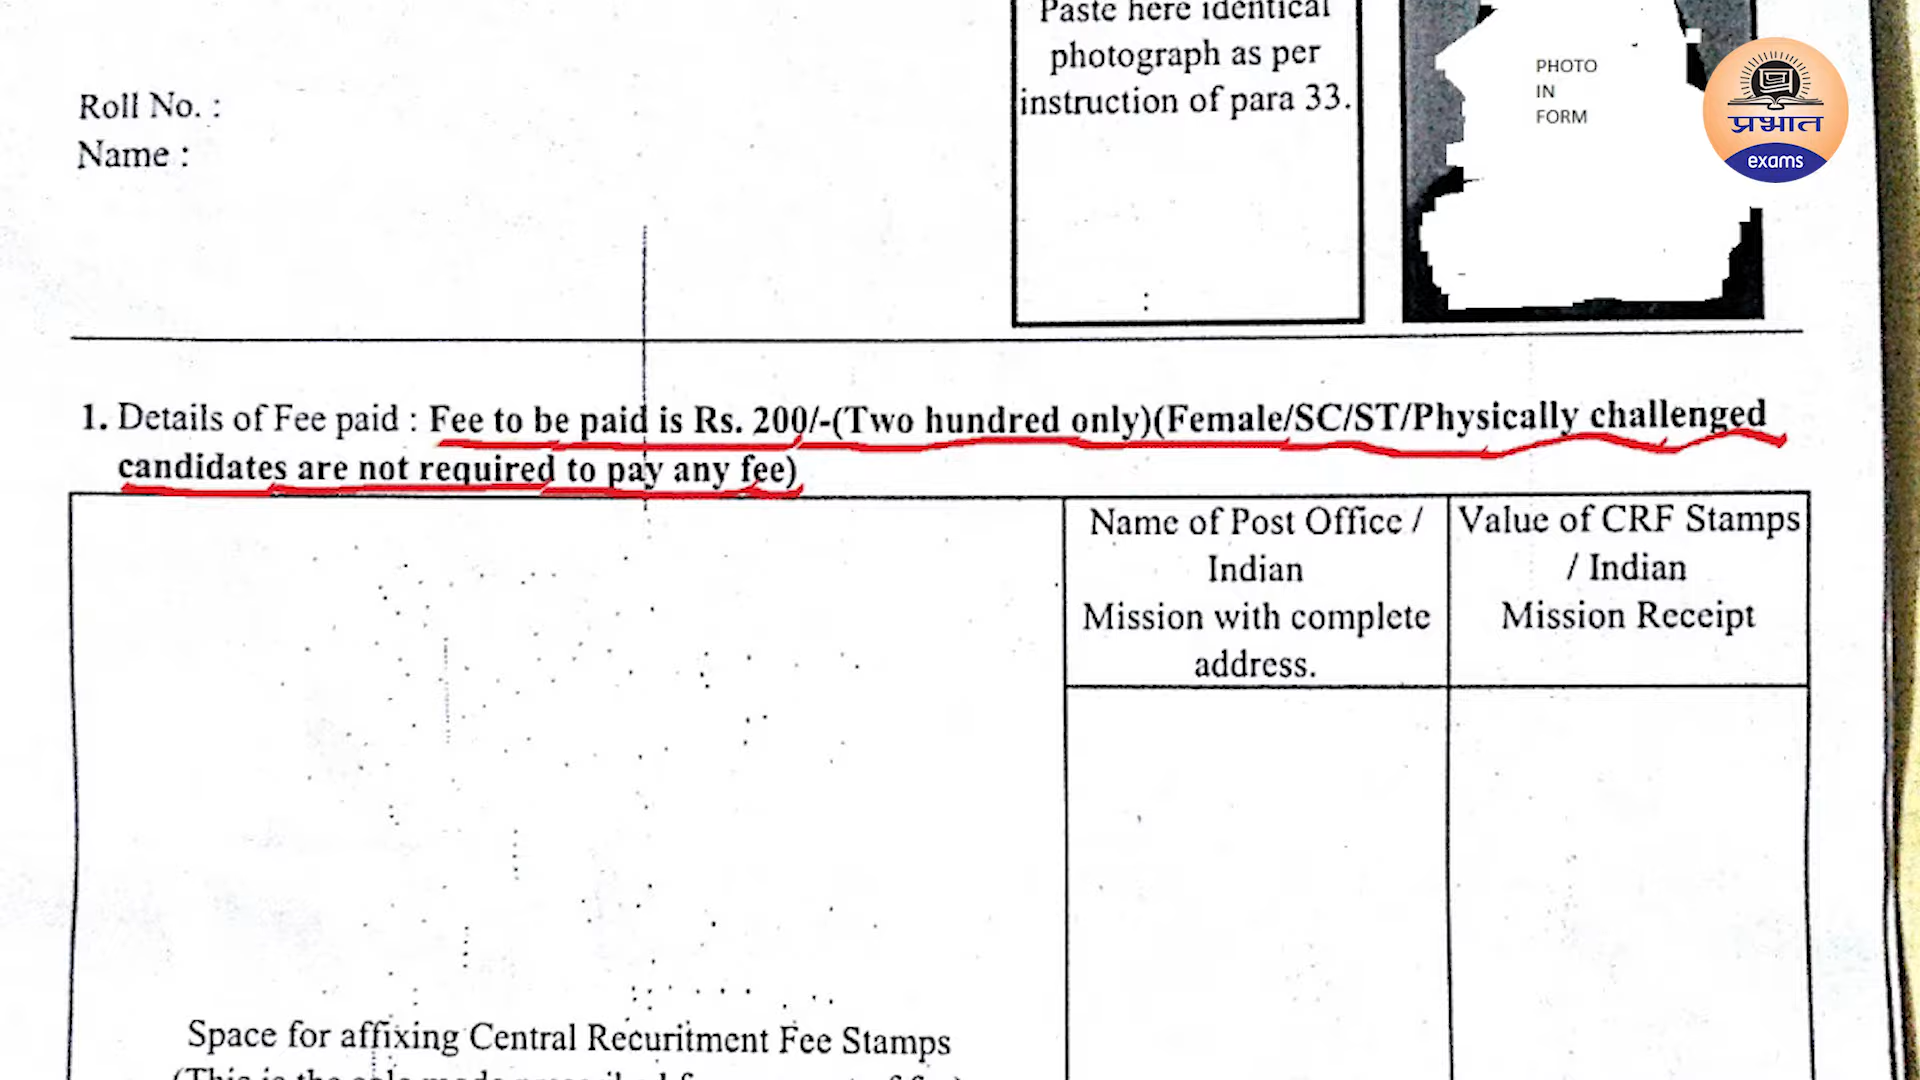 Paste here identical
photograph as per
instruction of para 33.
PHOTO
IN
FORM
प्रभात
exams
Roll No. :
Name :
1. Details of Fee paid : Fee to be paid is Rs. 200/-(Two hundred only)(Female/SC/ST/Physically challenged
candidates are not required to pay any fee)
Name of Post Office /
Indian
Mission with complete
address.
Value of CRF Stamps
/ Indian
Mission Receipt
Space for affixing Central Recuritment Fee Stamps
(This is the